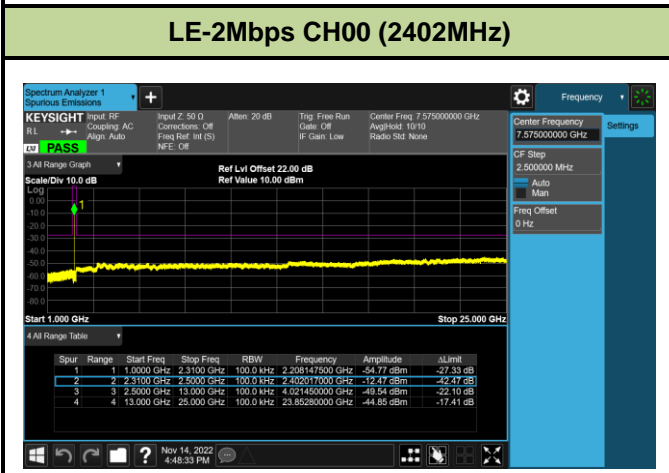 LE-2Mbps CH00 (2402MHz)
Spectrum Analyzer 1
Spurious Emissions
Frequency
KEYSIGHT
RL
LXI
PASS
Input: RF
Coupling: AC
Align: Auto
Input Z: 50 Ω
Corrections: Off
Freq Ref: Int (S)
NFE: Off
Atten: 20 dB
Trig: Free Run
Gate: Off
IF Gain: Low
Center Freq: 7.575000000 GHz
Avg|Hold: 10/10
Radio Std: None
Center Frequency
7.575000000 GHz
Settings
CF Step
2.500000 MHz
Auto
Man
Freq Offset
0 Hz
3 All Range Graph
Scale/Div 10.0 dB
Ref Lvl Offset 22.00 dB
Ref Value 10.00 dBm
Log
0.00
-10.0
-20.0
-30.0
-40.0
-50.0
-60.0
-70.0
-80.0
1
Start 1.000 GHz
Stop 25.000 GHz
4 All Range Table
Spur Range Start Freq Stop Freq RBW Frequency Amplitude ΔLimit
1 1 1.0000 GHz 2.3100 GHz 100.0 kHz 2.208147500 GHz -54.77 dBm -27.33 dB
2 2 2.3100 GHz 2.5000 GHz 100.0 kHz 2.402017000 GHz -12.47 dBm -42.47 dB
3 3 2.5000 GHz 13.000 GHz 100.0 kHz 4.021450000 GHz -49.54 dBm -22.10 dB
4 4 13.000 GHz 25.000 GHz 100.0 kHz 23.85280000 GHz -44.85 dBm -17.41 dB
?
Nov 14, 2022
4:48:33 PM